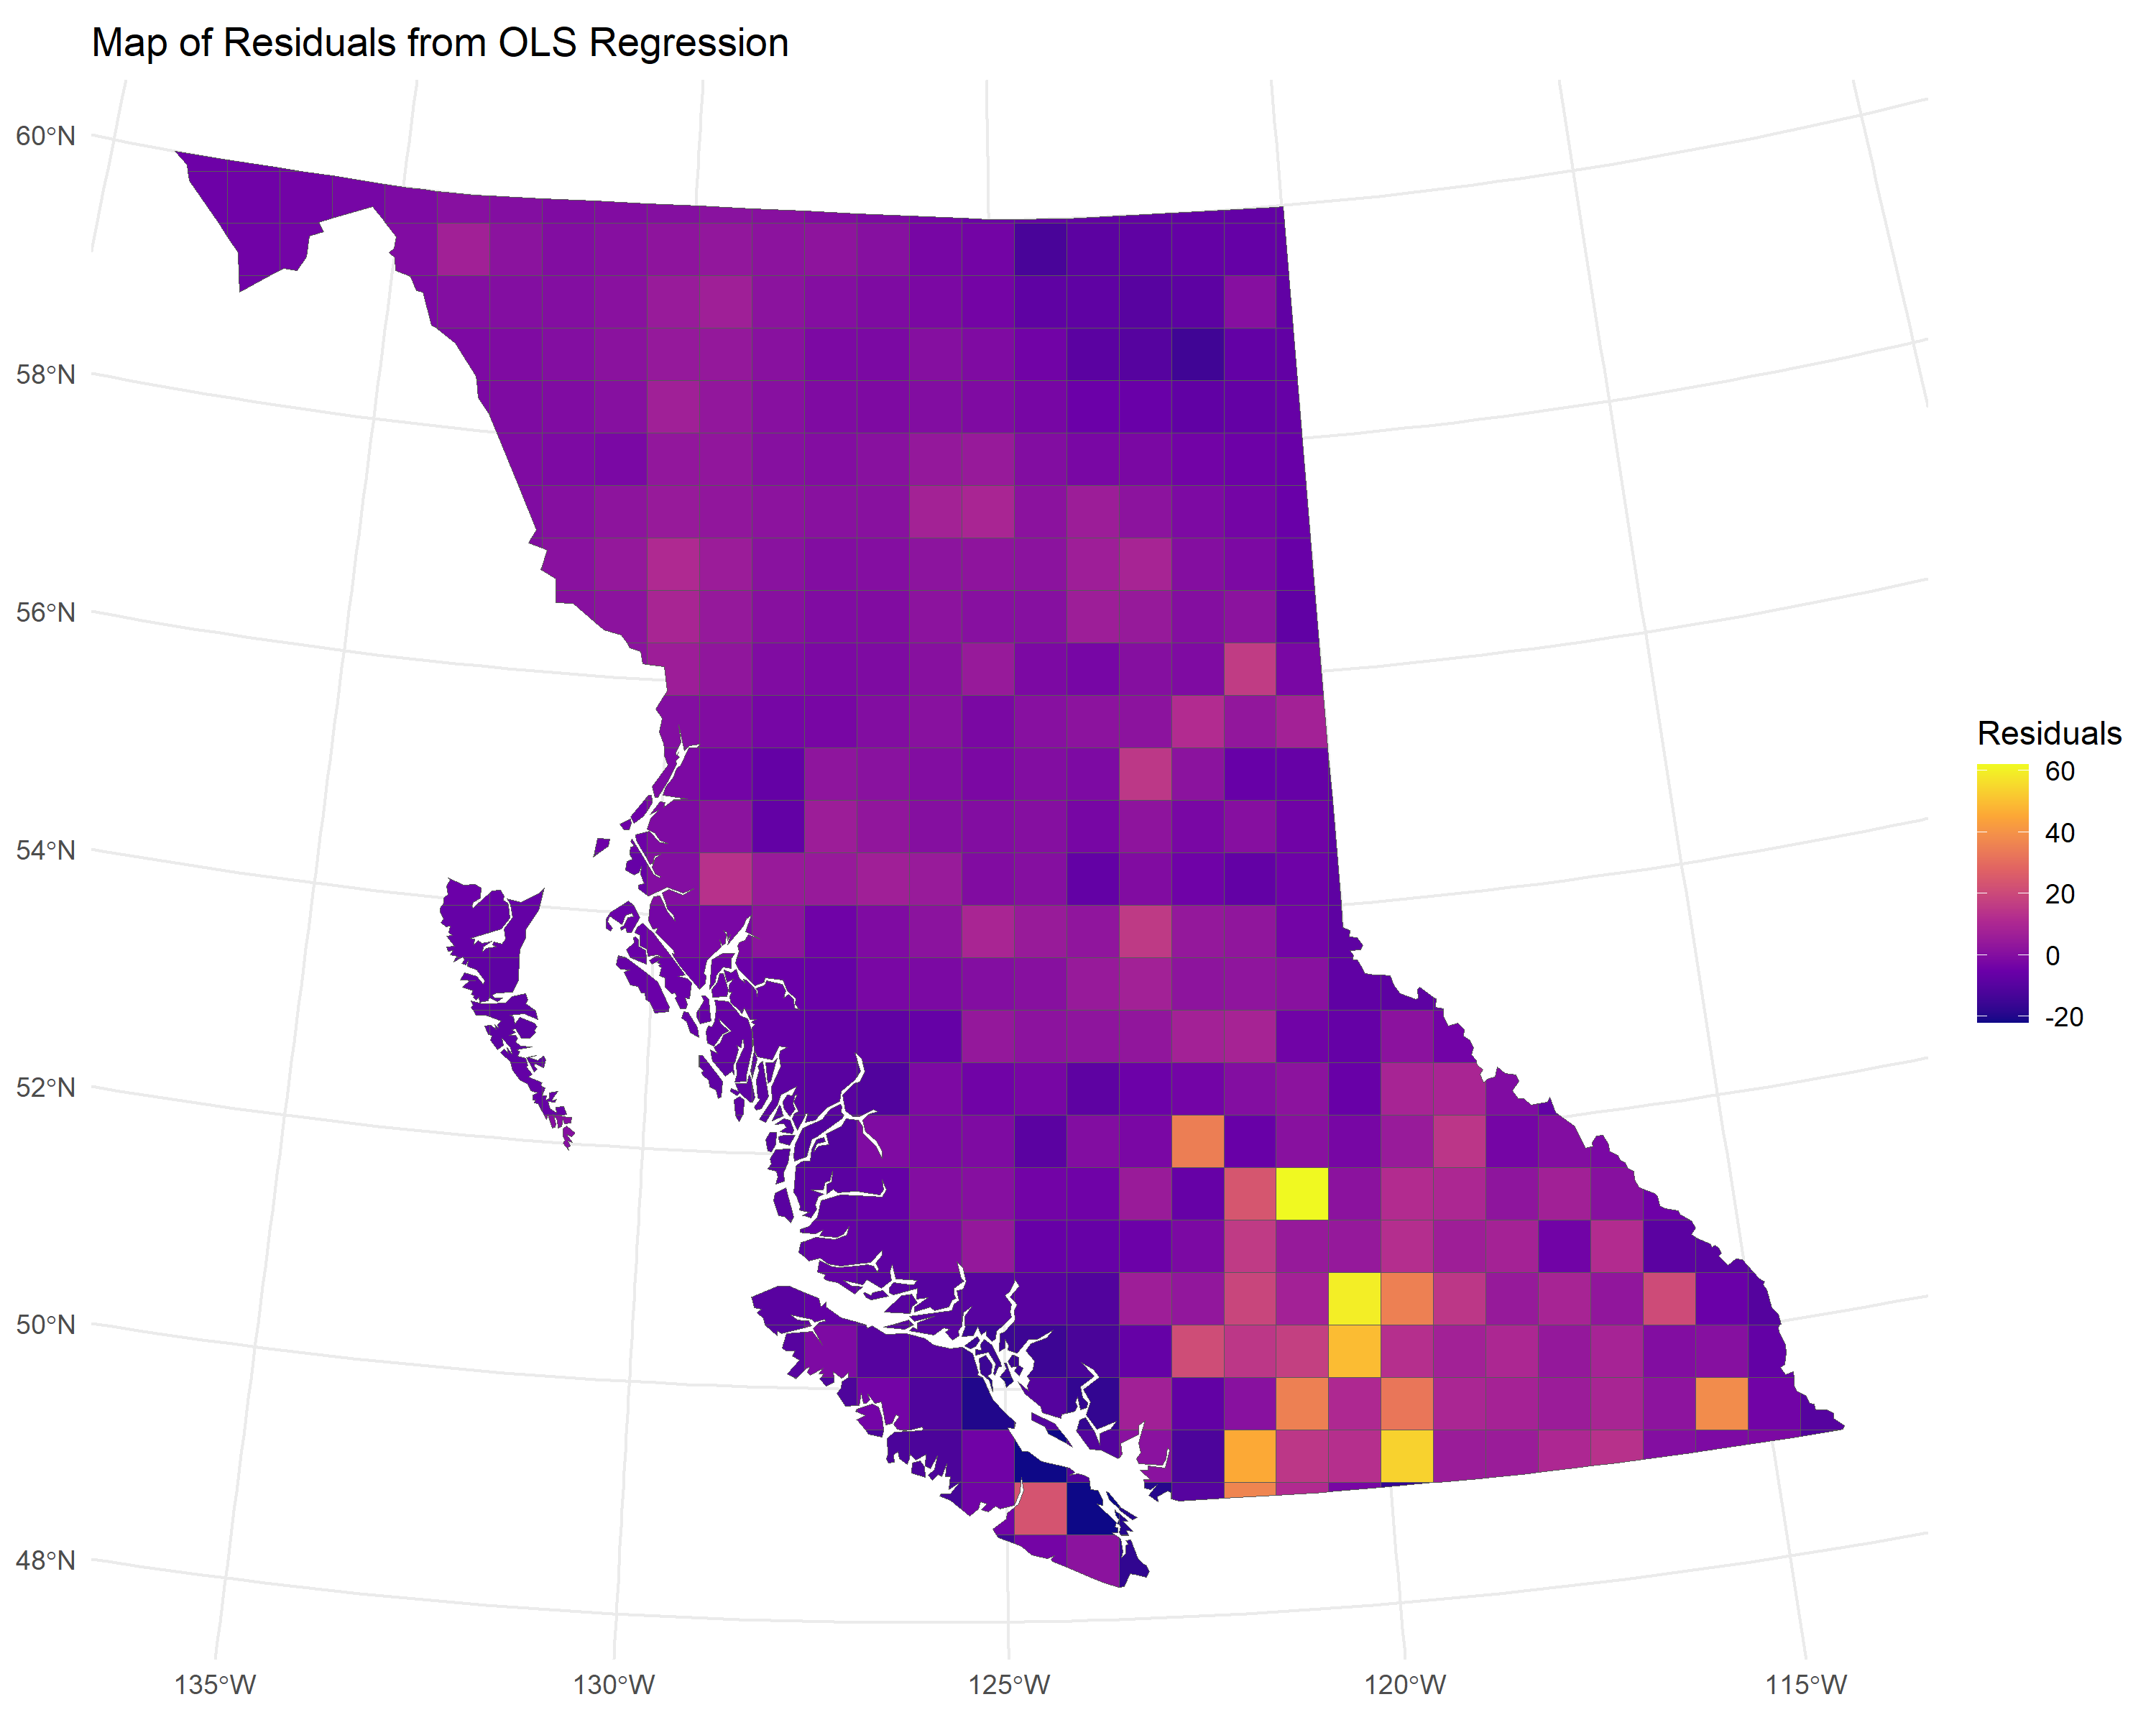 Map of Residuals from OLS Regression
60°N
58°N
56°N
54°N
52°N
50°N
48°N
135°W
130°W
125°W
120°W
115°W
Residuals
60
40
20
0
-20